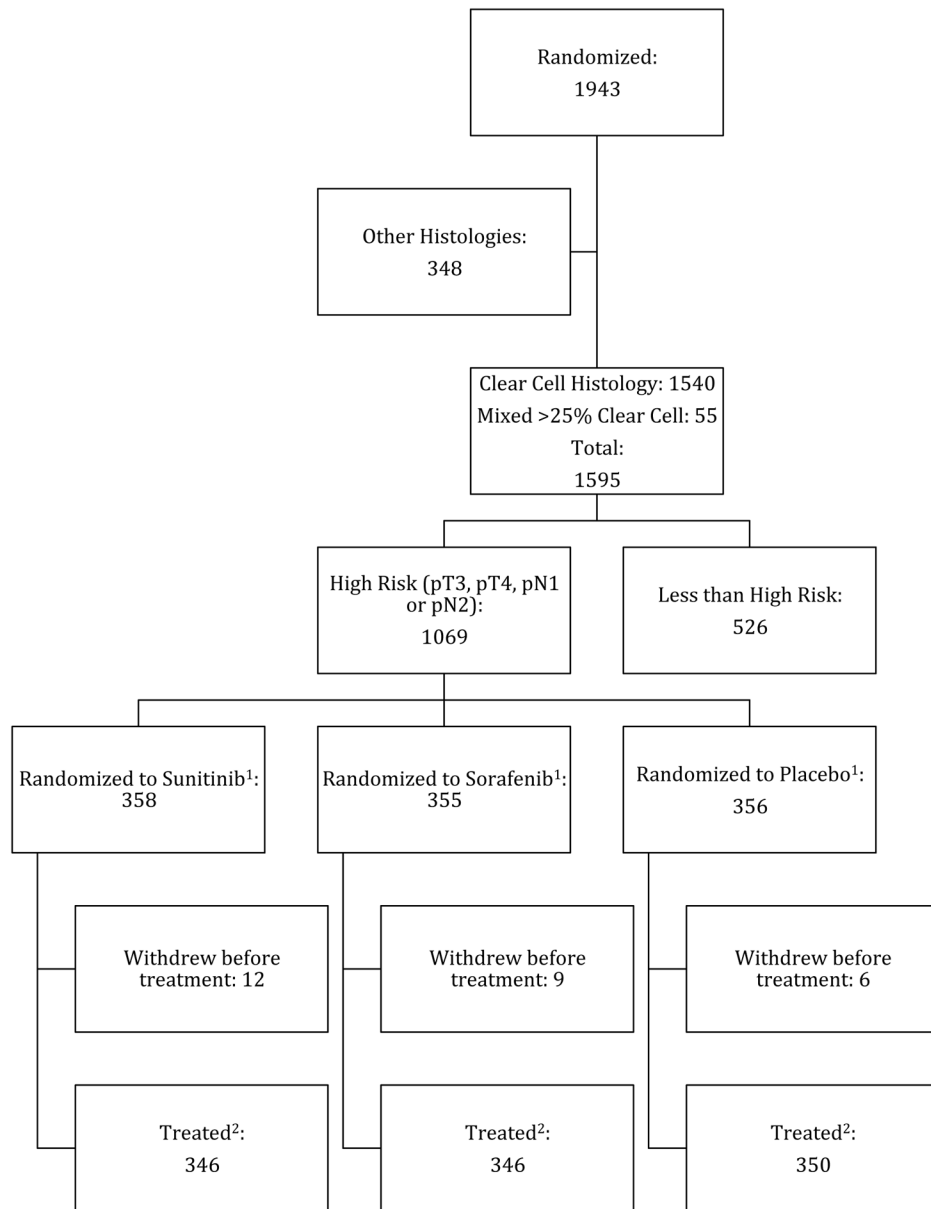 Randomized:
1943
Other Histologies:
348
Clear Cell Histology: 1540
Mixed >25% Clear Cell: 55
Total:
1595
High Risk (pT3, pT4, pN1
or pN2):
1069
Less than High Risk:
526
Randomized to Sunitinib¹:
358
Randomized to Sorafenib¹:
355
Randomized to Placebo¹:
356
Withdrew before
treatment: 12
Withdrew before
treatment: 9
Withdrew before
treatment: 6
Treated²:
346
Treated²:
346
Treated²:
350